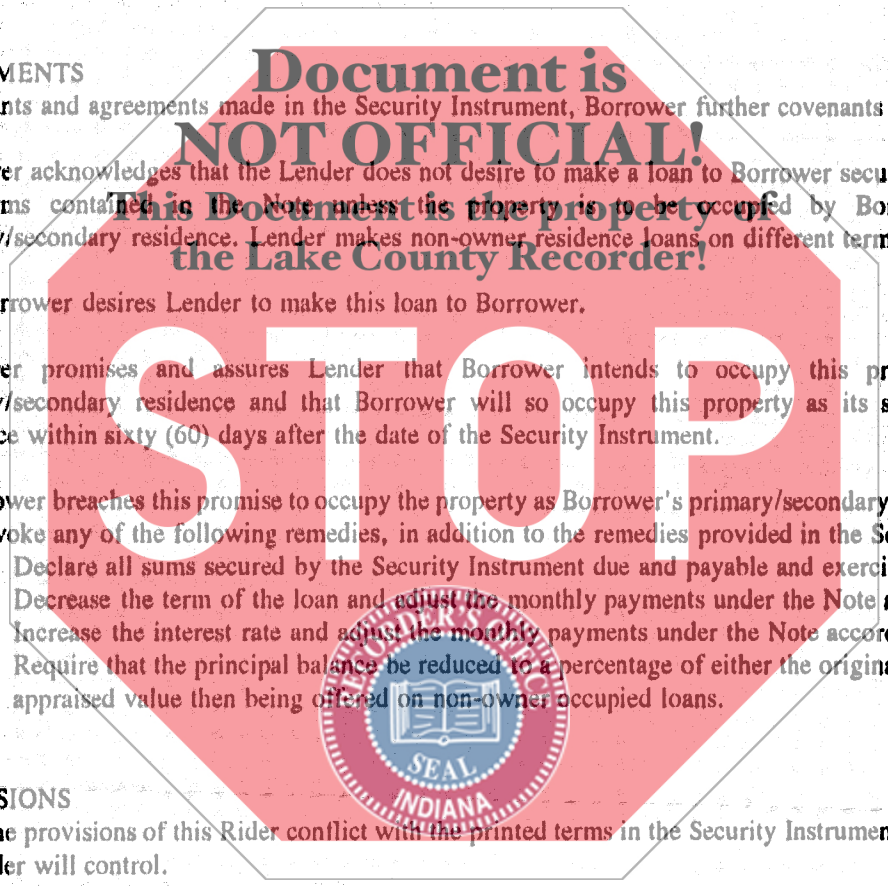 MENTS
Document is
nts and agreements made in the Security Instrument, Borrower further covenants
NOT OFFICIAL!
er acknowledges that the Lender does not desire to make a loan to Borrower secu
This Document is the property of
ms contained in the Note unless the property is to be occupied by Bo
y/secondary residence. Lender makes non-owner residence loans on different term
the Lake County Recorder!
rrower desires Lender to make this loan to Borrower.
STOP
er promises and assures Lender that Borrower intends to occupy this pr
y/secondary residence and that Borrower will so occupy this property as its s
ce within sixty (60) days after the date of the Security Instrument.
ower breaches this promise to occupy the property as Borrower's primary/secondary
voke any of the following remedies, in addition to the remedies provided in the Se
Declare all sums secured by the Security Instrument due and payable and exerci
Decrease the term of the loan and adjust the monthly payments under the Note a
Increase the interest rate and adjust the monthly payments under the Note accor
Require that the principal balance be reduced to a percentage of either the origina
appraised value then being offered on non-owner occupied loans.
RECORDER'S OFFICE
SEAL
INDIANA
SIONS
e provisions of this Rider conflict with the printed terms in the Security Instrumen
der will control.